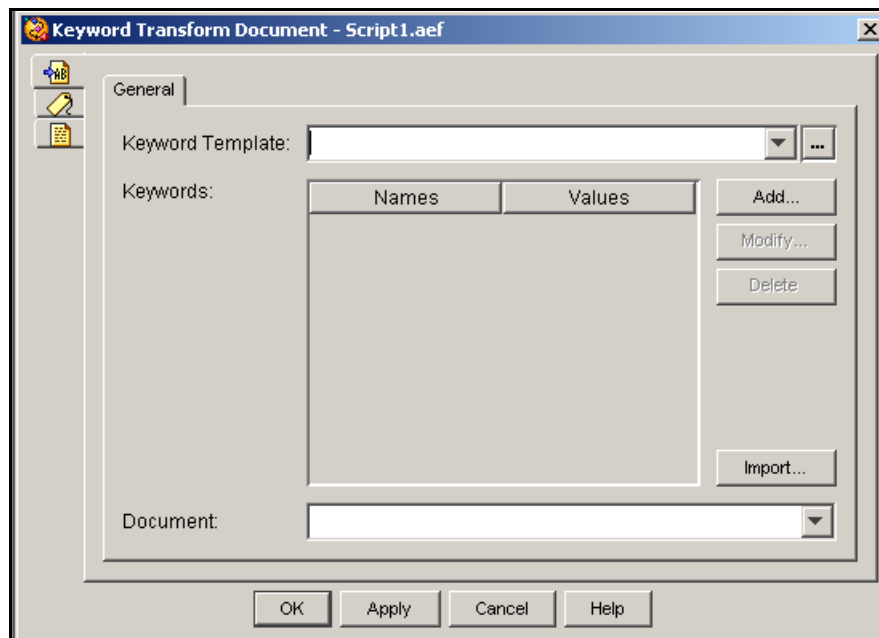 Keyword Transform Document - Script1.aef
AB
General
Keyword Template:
...
Keywords:
Names Values
Add...
Modify...
Delete
Import...
Document:
OK Apply Cancel Help